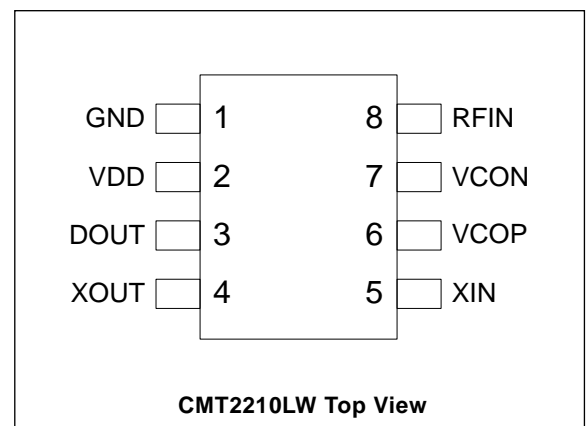 GND 1 8 RFIN
VDD 2 7 VCON
DOUT 3 6 VCOP
XOUT 4 5 XIN
CMT2210LW Top View